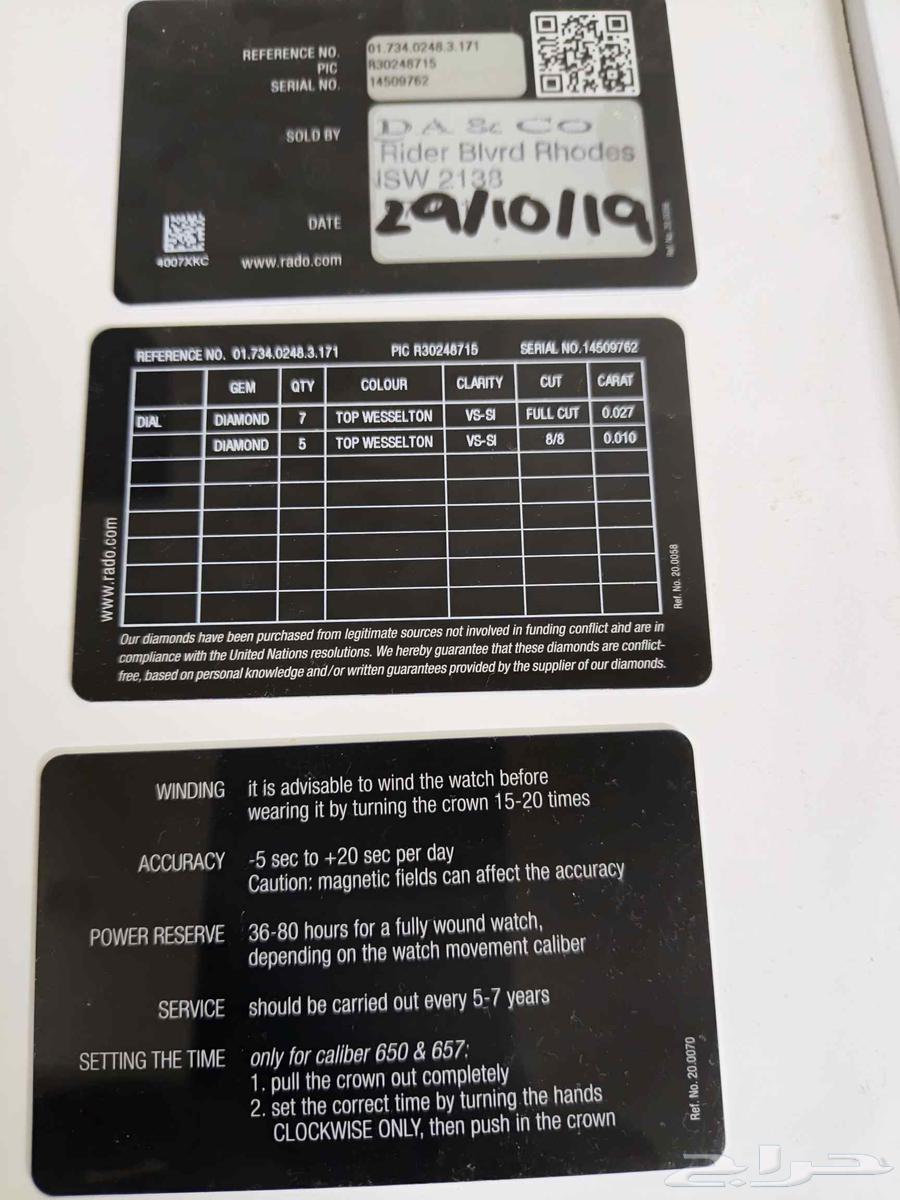 REFERENCE NO. 01.734.0248.3.171
PIC R30248715
SERIAL NO. 14509762
SOLD BY DA & CO
Rider Blvrd Rhodes
NSW 2138
DATE 29/10/19
4007XKC
www.rado.com
REFERENCE NO. 01.734.0248.3.171 PIC R30248715 SERIAL NO. 14509762
GEM QTY COLOUR CLARITY CUT CARAT
DIAL DIAMOND 7 TOP WESSELTON VS-SI FULL CUT 0.027
DIAMOND 5 TOP WESSELTON VS-SI 8/8 0.010
www.rado.com
Ref. No. 20.0058
Our diamonds have been purchased from legitimate sources not involved in funding conflict and are in
compliance with the United Nations resolutions. We hereby guarantee that these diamonds are conflict-
free, based on personal knowledge and/or written guarantees provided by the supplier of our diamonds.
WINDING it is advisable to wind the watch before
wearing it by turning the crown 15-20 times
ACCURACY -5 sec to +20 sec per day
Caution: magnetic fields can affect the accuracy
POWER RESERVE 36-80 hours for a fully wound watch,
depending on the watch movement caliber
SERVICE should be carried out every 5-7 years
SETTING THE TIME only for caliber 650 & 657:
1. pull the crown out completely
2. set the correct time by turning the hands
CLOCKWISE ONLY, then push in the crown
Ref. No. 20.0070
حراج